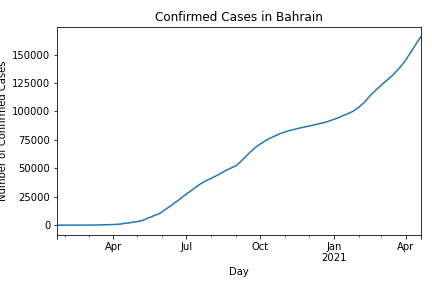 Confirmed Cases in Bahrain
Number of Confirmed Cases
150000
125000
100000
75000
50000
25000
0
Apr
Jul
Oct
Jan
2021
Apr
Day